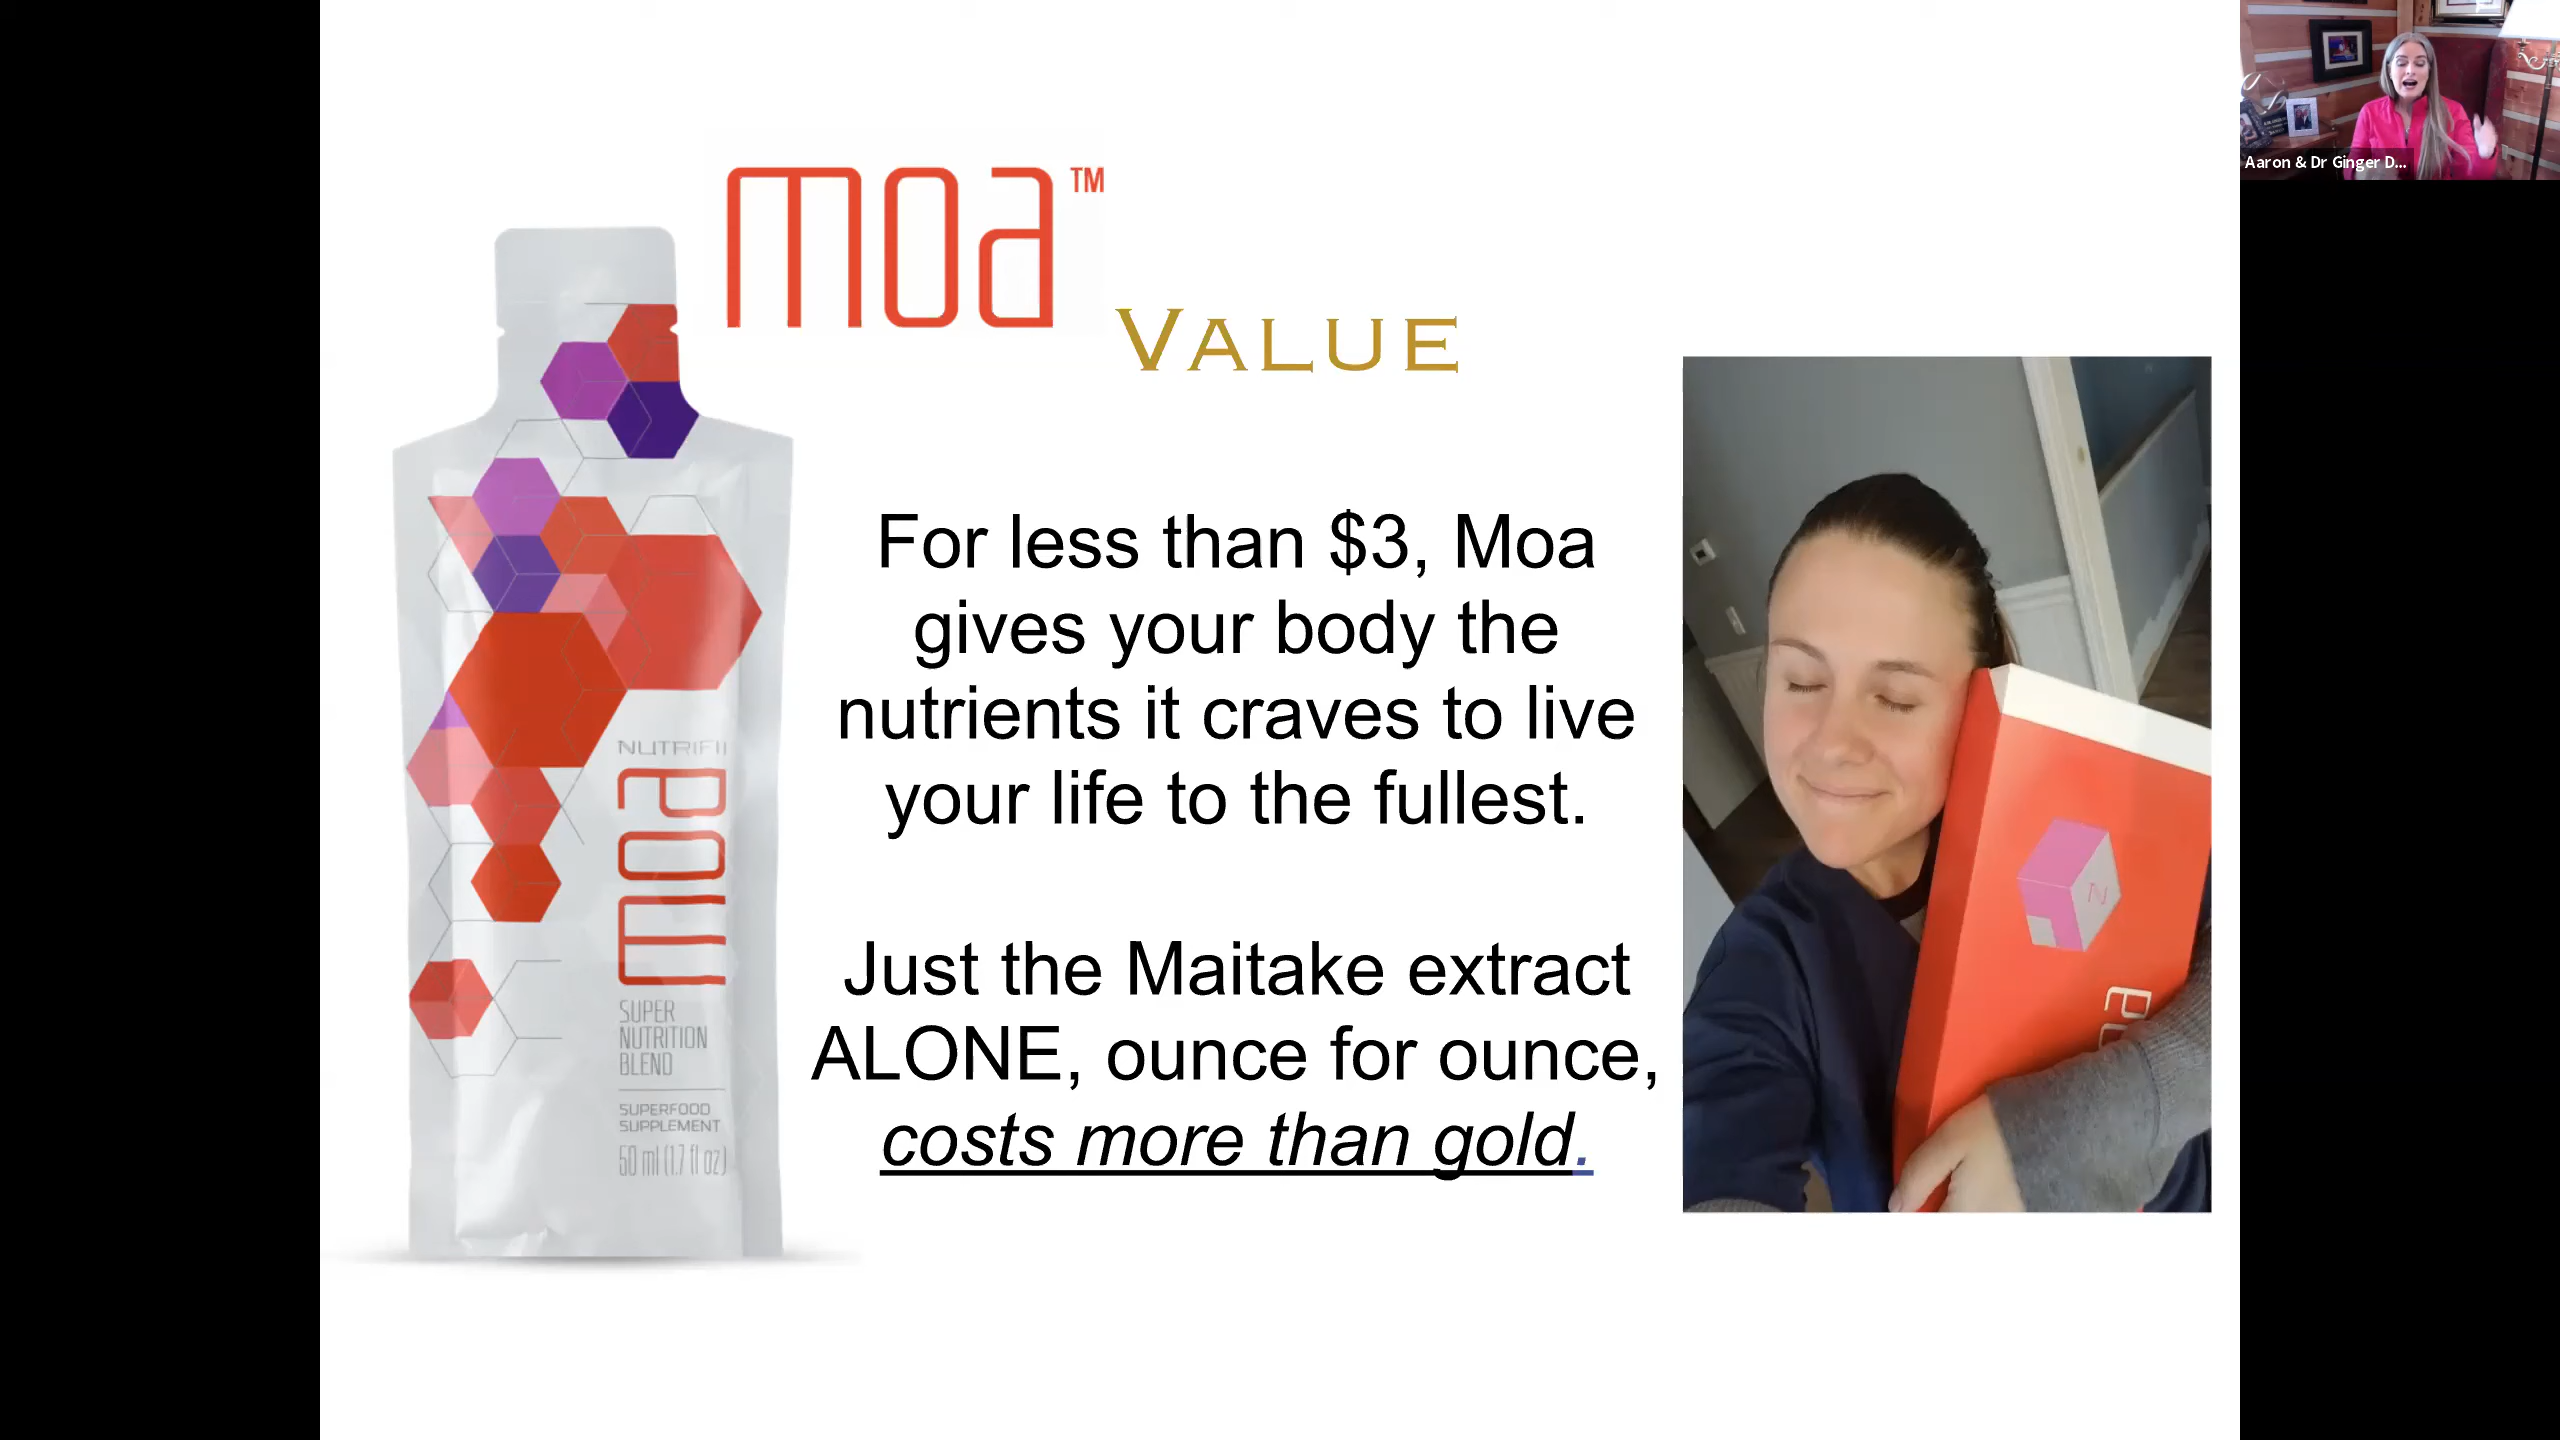 moa™
VALUE
For less than $3, Moa
gives your body the
nutrients it craves to live
your life to the fullest.
Just the Maitake extract
ALONE, ounce for ounce,
costs more than gold.
NUTRIFII
moa
SUPER
NUTRITION
BLEND
SUPERFOOD
SUPPLEMENT
50 ml (1.7 fl oz)
N
Aaron & Dr Ginger D...